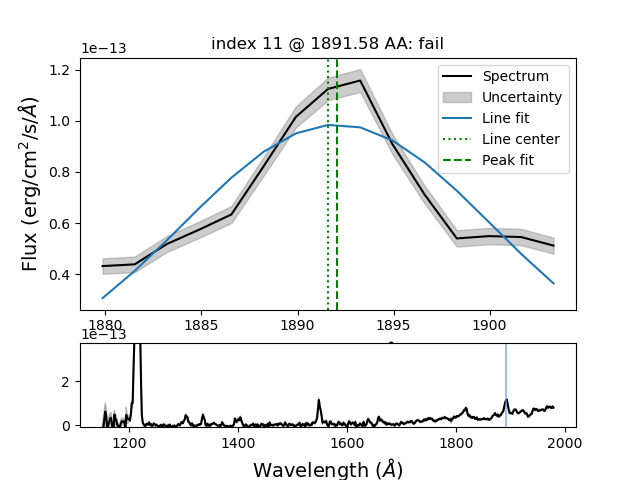 index 11 @ 1891.58 AA: fail
1e−13
1.2
1.0
0.8
0.6
0.4
Flux (erg/cm²/s/Å)
Spectrum
Uncertainty
Line fit
Line center
Peak fit
1880 1885 1890 1895 1900
1e−13
2
0
1200 1400 1600 1800 2000
Wavelength (Å)